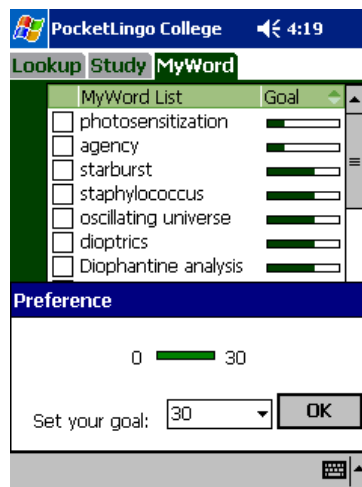 PocketLingo College 4:19
Lookup Study MyWord
MyWord List Goal
photosensitization
agency
starburst
staphylococcus
oscillating universe
dioptrics
Diophantine analysis
Preference
0 30
Set your goal: 30 OK